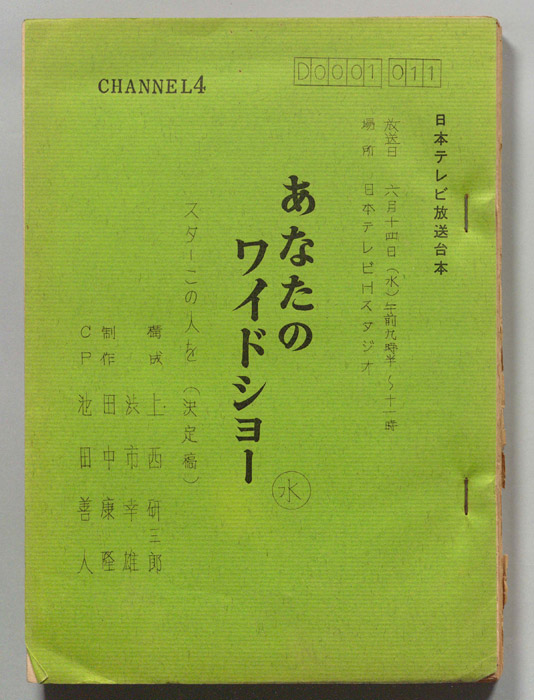 CHANNEL4
D0001 011
日本テレビ放送台本
放送日 六月十四日(水)午前九時半~十一時
場所 日本テレビHスタジオ
あなたの
ワイドショー
水
スターこの人を(決定稿)
構成 上西研三郎
渋市幸雄
制作 田中康隆
CP 池田善人